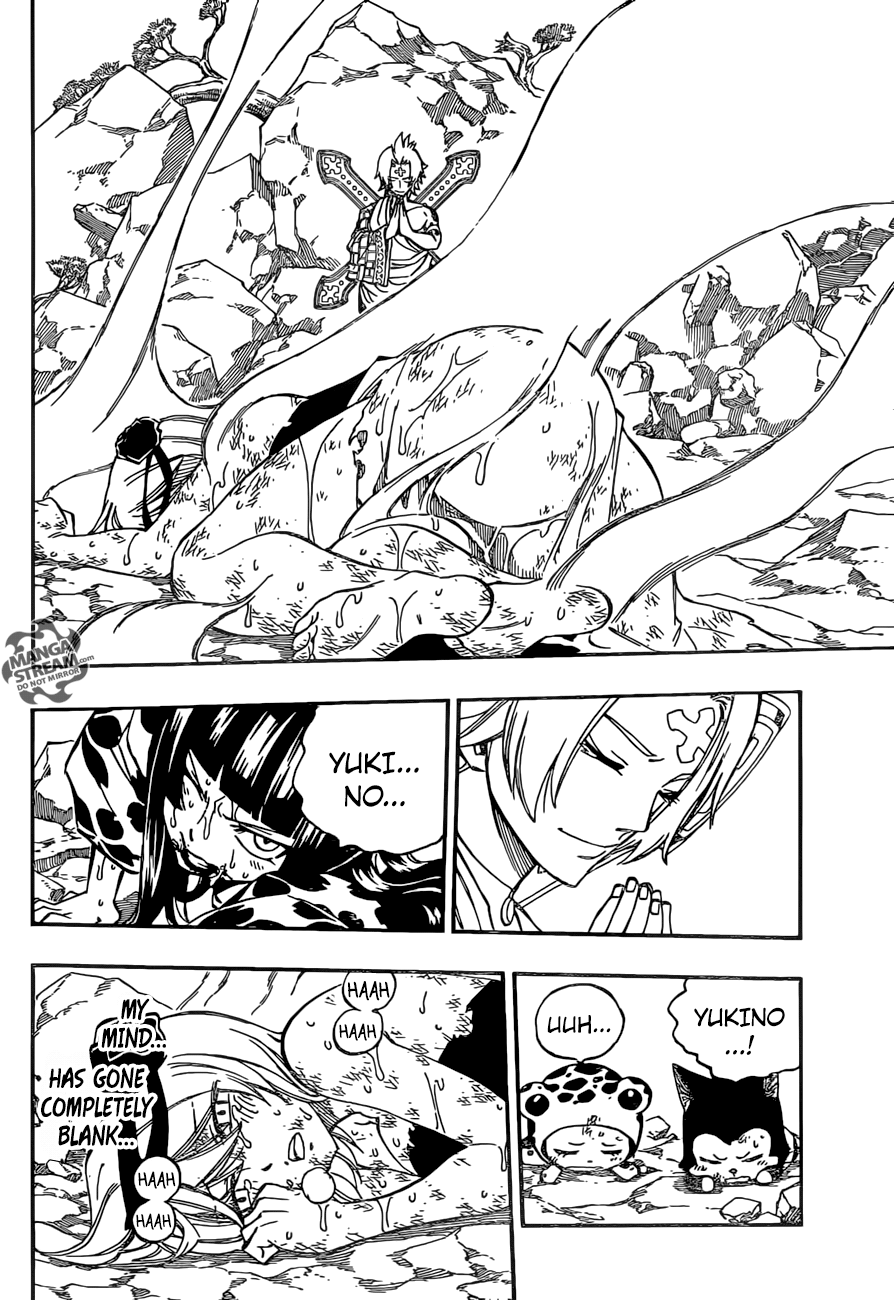 MANGA
STREAM.com
DO NOT MIRROR
YUKI...
NO...
HAAH
HAAH
MY
MIND...
HAS GONE
COMPLETELY
BLANK...
HAAH
HAAH
UUH...
YUKINO
...!